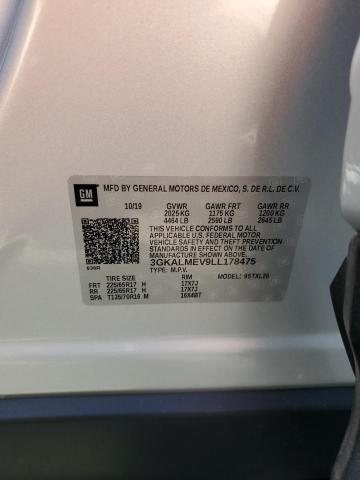 GM
MFD BY GENERAL MOTORS DE MEXICO, S. DE R.L. DE C.V.
10/19 GVWR GAWR FRT GAWR RR
2025 KG 1175 KG 1200 KG
4464 LB 2590 LB 2645 LB
THIS VEHICLE CONFORMS TO ALL APPLICABLE
U.S. FEDERAL MOTOR VEHICLE SAFETY
AND THEFT PREVENTION STANDARDS IN
EFFECT ON THE DATE OF
MANUFACTURE SHOWN ABOVE.
3GKALMEV9LL178475
TYPE: M.P.V.
TIRE SIZE RIM 9STXL26
FRT 225/65R17 H 17X7J
RR 225/65R17 H 17X7J
SPA T135/70R16 M 16X4BT